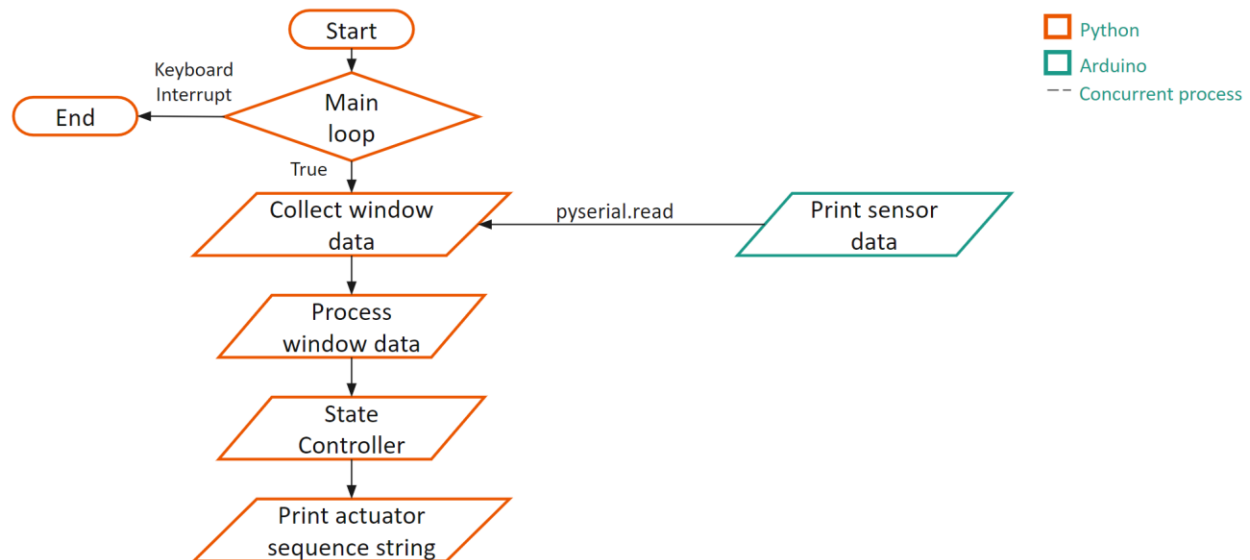 Start
Keyboard
Interrupt
Main
loop
End
True
Collect window
data
pyserial.read
Print sensor
data
Process
window data
State
Controller
Print actuator
sequence string
Python
Arduino
Concurrent process